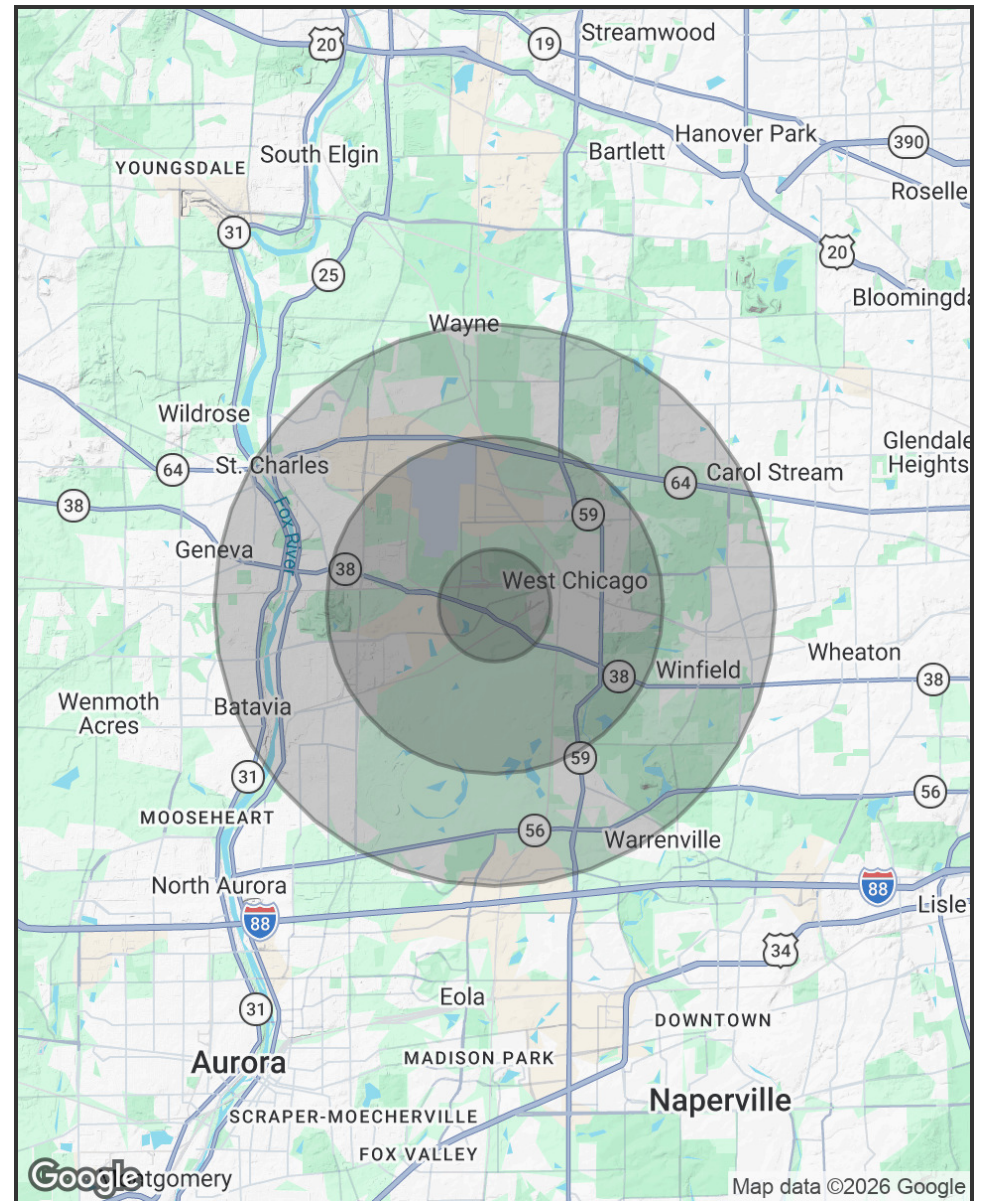 20
19
Streamwood
Hanover Park
390
Bartlett
South Elgin
YOUNGSDALE
Roselle
31
20
25
Bloomingda
Wayne
Wildrose
Glendale
Heights
64
St. Charles
64
Carol Stream
38
59
Fox River
Geneva
38
West Chicago
Wheaton
38
Winfield
38
Wenmoth
Acres
Batavia
59
31
56
MOOSEHEART
56
Warrenville
North Aurora
88
88
Lisle
34
Eola
31
DOWNTOWN
Aurora
MADISON PARK
Naperville
SCRAPER-MOECHERVILLE
FOX VALLEY
Google
Map data ©2026 Google